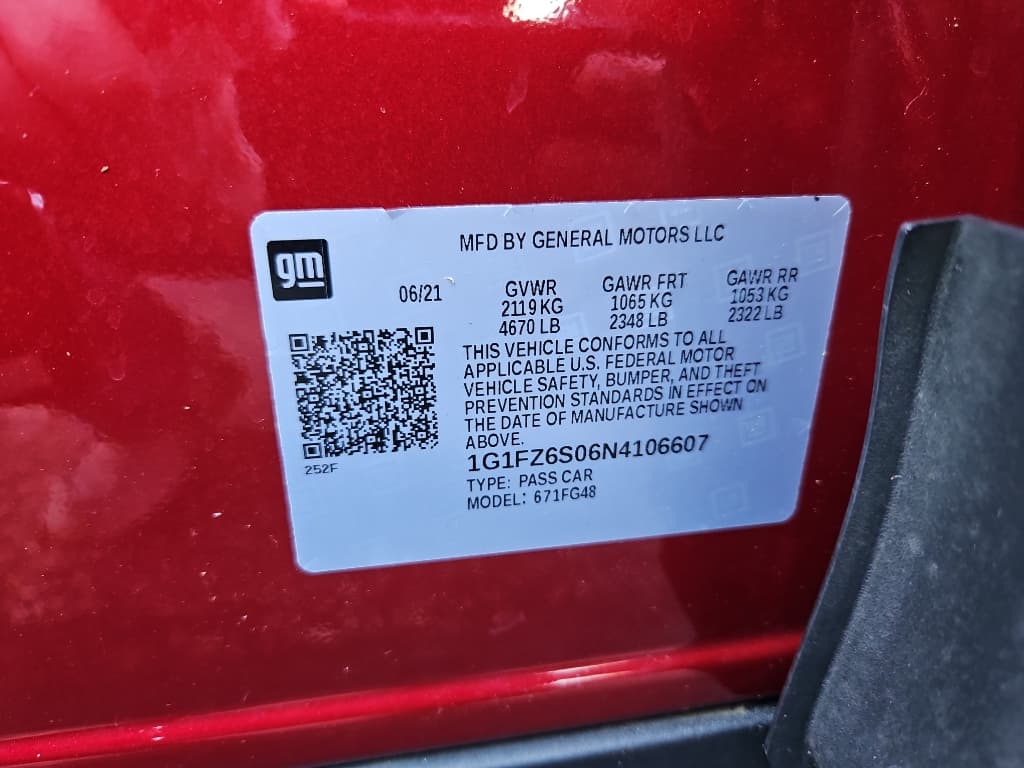 gm
MFD BY GENERAL MOTORS LLC
06/21
GVWR
2119 KG
4670 LB
GAWR FRT
1065 KG
2348 LB
GAWR RR
1053 KG
2322 LB
THIS VEHICLE CONFORMS TO ALL
APPLICABLE U.S. FEDERAL MOTOR
VEHICLE SAFETY, BUMPER, AND THEFT
PREVENTION STANDARDS IN EFFECT ON
THE DATE OF MANUFACTURE SHOWN
ABOVE.
252F
1G1FZ6S06N4106607
TYPE: PASS CAR
MODEL: 671FG48